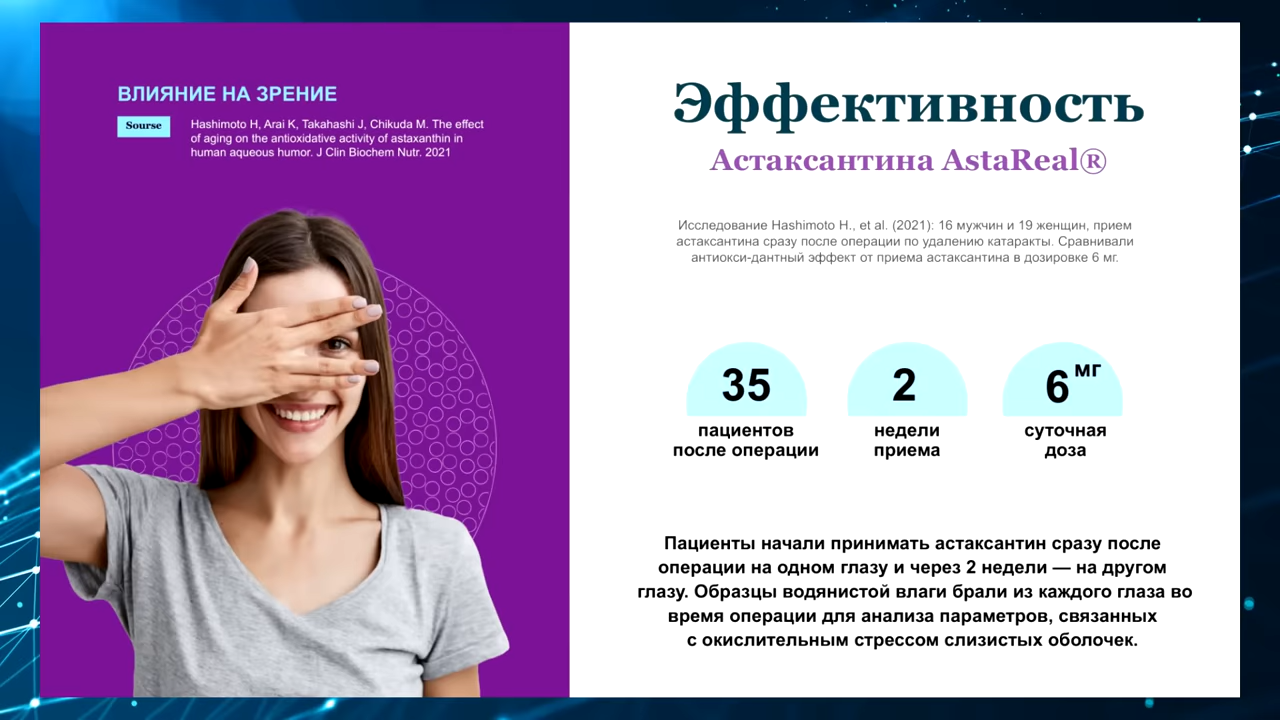 ВЛИЯНИЕ НА ЗРЕНИЕ
Sourse
Hashimoto H, Arai K, Takahashi J, Chikuda M. The effect
of aging on the antioxidative activity of astaxanthin in
human aqueous humor. J Clin Biochem Nutr. 2021
Эффективность
Астаксантина AstaReal®
Исследование Hashimoto H., et al. (2021): 16 мужчин и 19 женщин, прием
астаксантина сразу после операции по удалению катаракты. Сравнивали
антиокси-дантный эффект от приема астаксантина в дозировке 6 мг.
35
пациентов
после операции
2
недели
приема
6 мг
суточная
доза
Пациенты начали принимать астаксантин сразу после
операции на одном глазу и через 2 недели — на другом
глазу. Образцы водянистой влаги брали из каждого глаза во
время операции для анализа параметров, связанных
с окислительным стрессом слизистых оболочек.